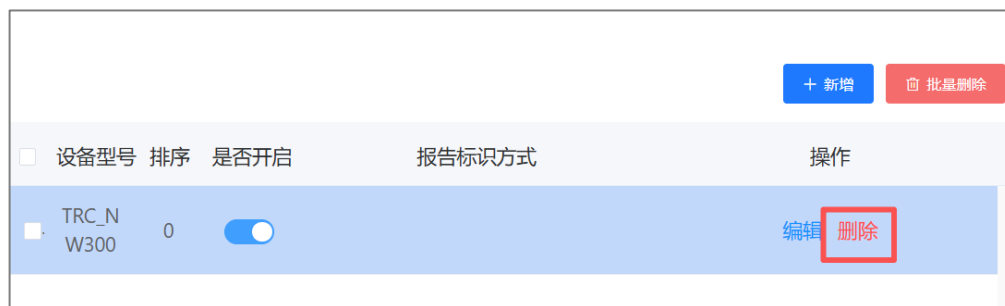 + 新增 批量删除
设备型号 排序 是否开启 报告标识方式 操作
TRC_N
W300 0 编辑 删除